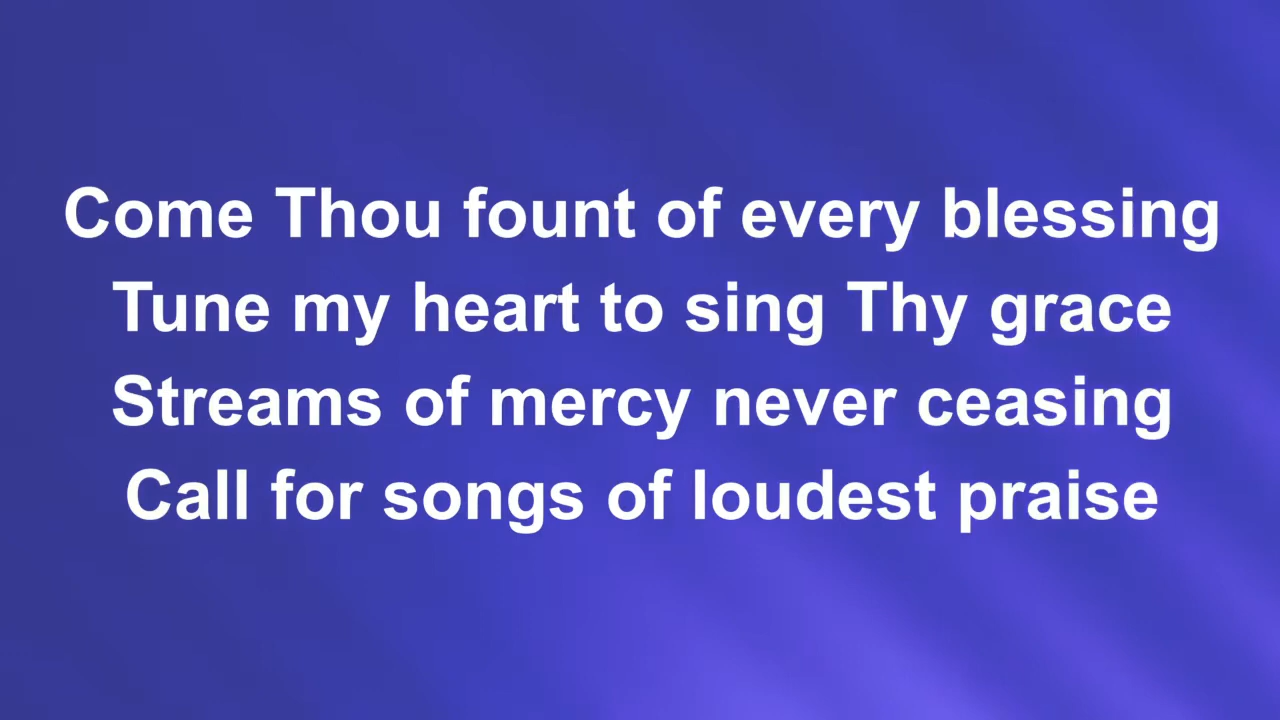 Come Thou fount of every blessing
Tune my heart to sing Thy grace
Streams of mercy never ceasing
Call for songs of loudest praise